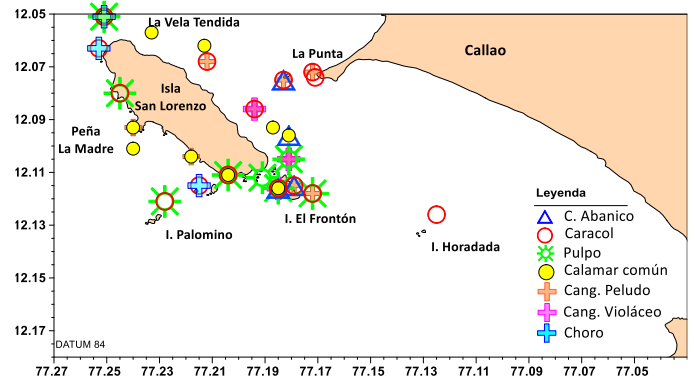 12.05
12.07
12.09
12.11
12.13
12.15
12.17
La Vela Tendida
La Punta
Callao
Isla
San Lorenzo
Peña
La Madre
I. El Frontón
I. Palomino
I. Horadada
Leyenda
C. Abanico
Caracol
Pulpo
Calamar común
Cang. Peludo
Cang. Violáceo
Choro
DATUM 84
77.27
77.25
77.23
77.21
77.19
77.17
77.15
77.13
77.11
77.09
77.07
77.05